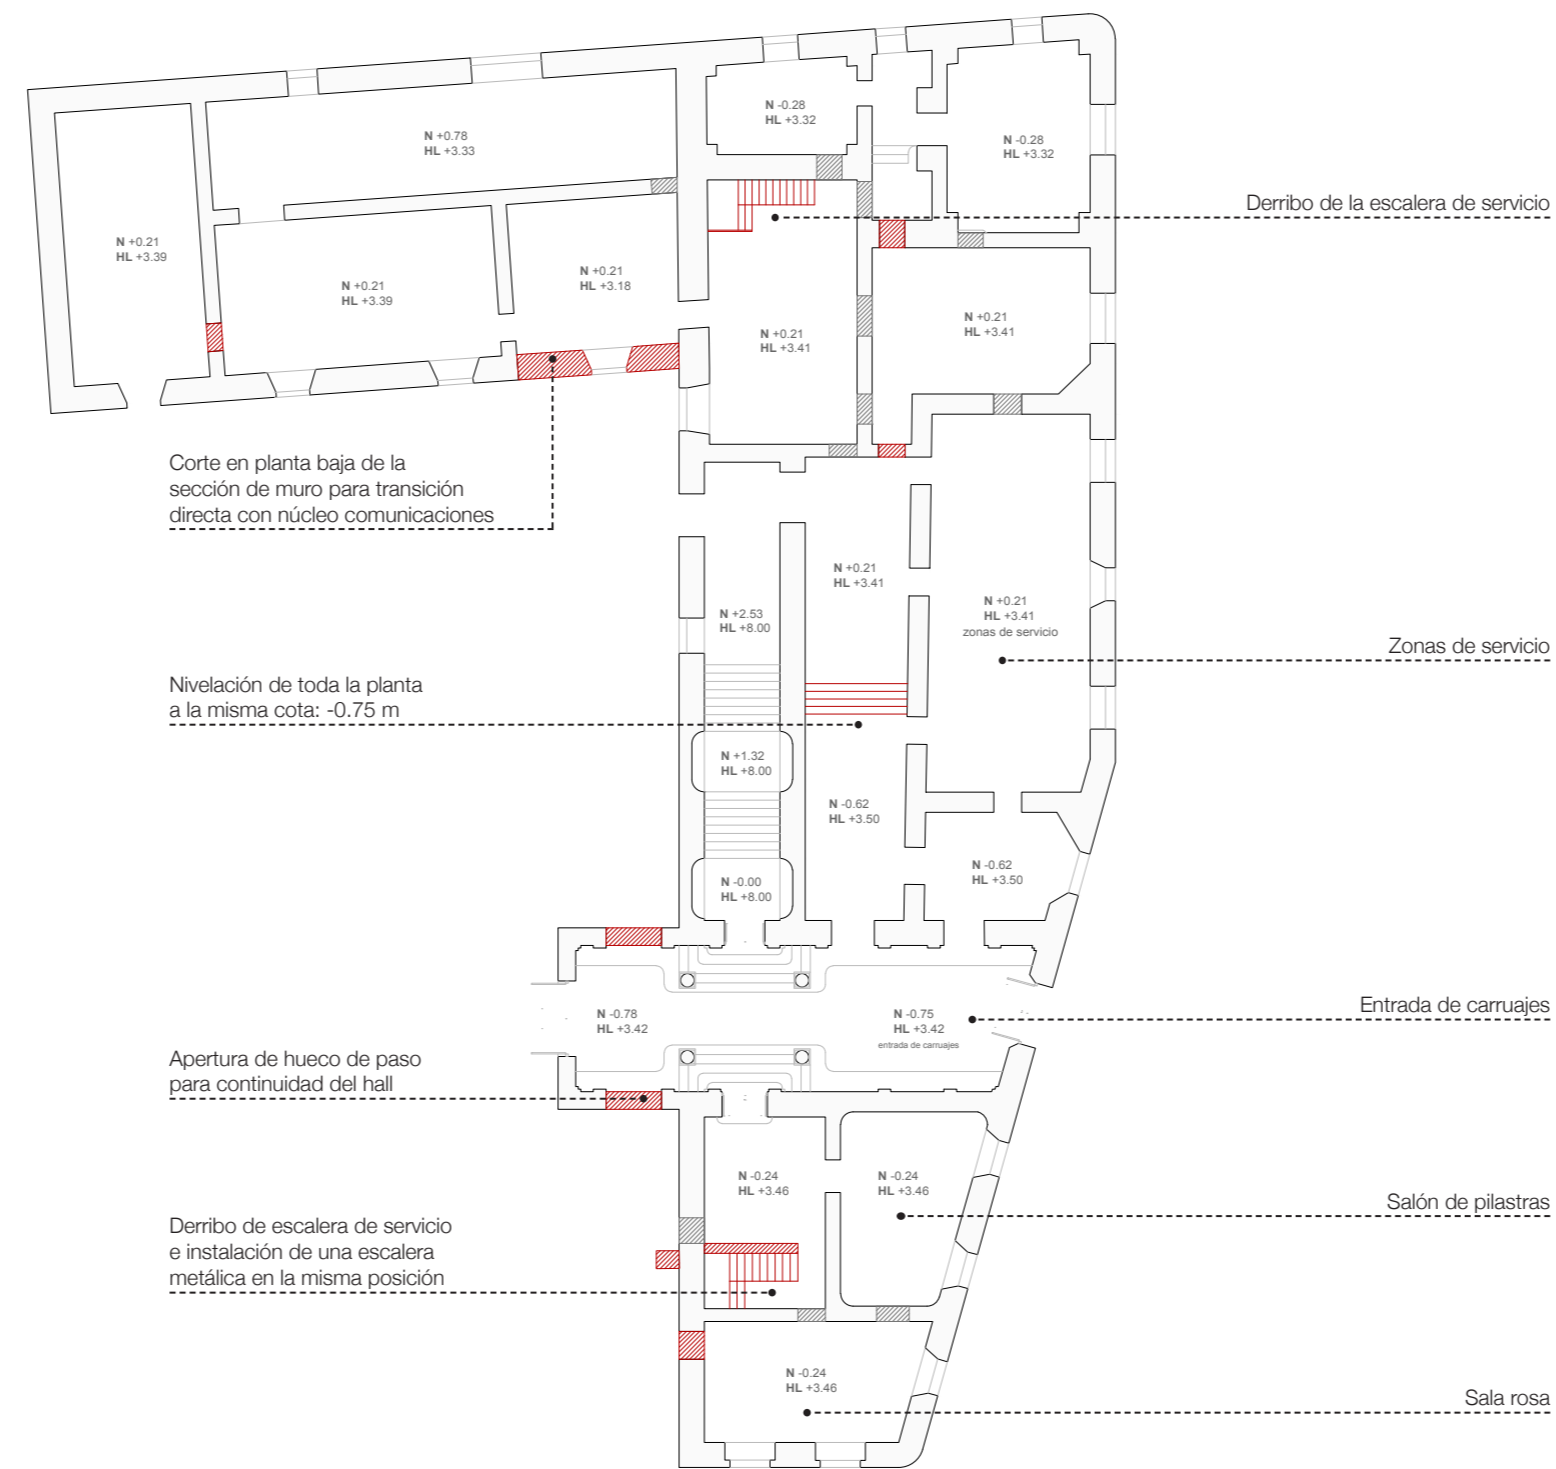 N -0.28
HL +3.32
N +0.78
HL +3.33
N -0.28
HL +3.32
Derribo de la escalera de servicio
N +0.21
HL +3.39
N +0.21
HL +3.39
N +0.21
HL +3.18
N +0.21
HL +3.41
N +0.21
HL +3.41
Corte en planta baja de la
sección de muro para transición
directa con núcleo comunicaciones
N +0.21
HL +3.41
N +2.53
HL +8.00
N +0.21
HL +3.41
zonas de servicio
Zonas de servicio
Nivelación de toda la planta
a la misma cota: -0.75 m
N +1.32
HL +8.00
N -0.62
HL +3.50
N -0.62
HL +3.50
N -0.00
HL +8.00
N -0.78
HL +3.42
N -0.75
HL +3.42
entrada de carruajes
Entrada de carruajes
Apertura de hueco de paso
para continuidad del hall
N -0.24
HL +3.46
N -0.24
HL +3.46
Salón de pilastras
Derribo de escalera de servicio
e instalación de una escalera
metálica en la misma posición
N -0.24
HL +3.46
Sala rosa